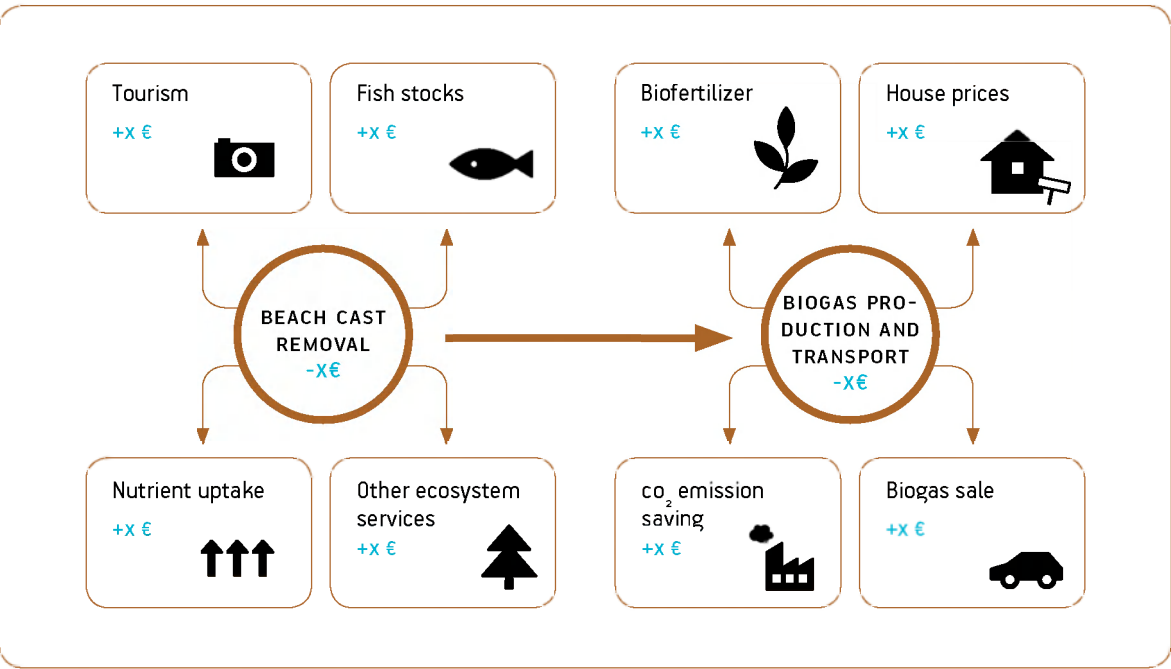 Tourism
+x €
Fish stocks
+x €
Biofertilizer
+x €
House prices
+x €
BEACH CAST
REMOVAL
-X€
BIOGAS PRO-
DUCTION AND
TRANSPORT
-X€
Nutrient uptake
+x €
Other ecosystem
services
+x €
co₂ emission
saving
+x €
Biogas sale
+x €